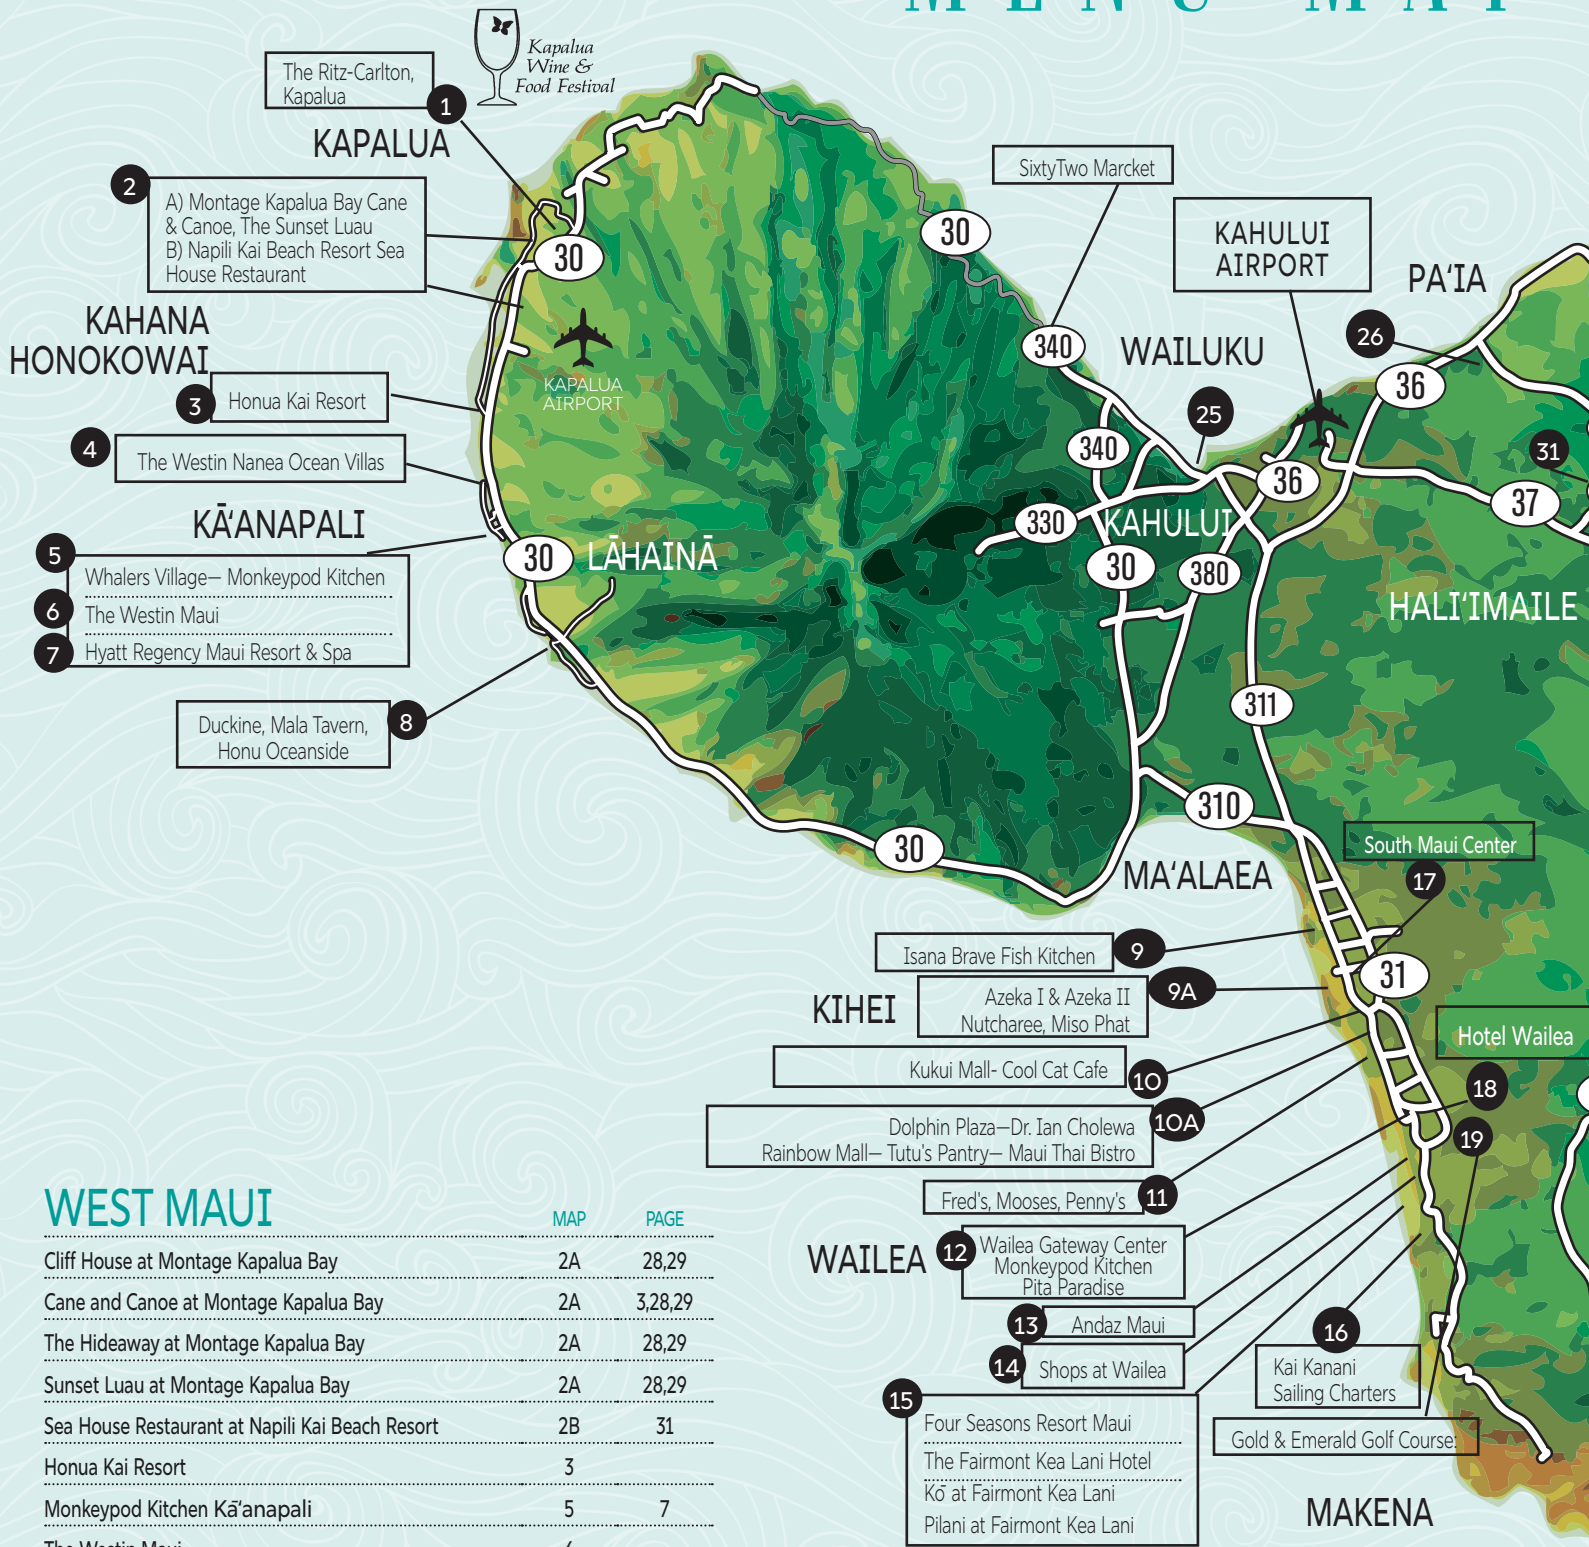 MENU MAP
Kapalua
Wine &
Food Festival
The Ritz-Carlton,
Kapalua
1
KAPALUA
2
A) Montage Kapalua Bay Cane
& Canoe, The Sunset Luau
B) Napili Kai Beach Resort Sea
House Restaurant
30
KAHANA
HONOKOWAI
KAPALUA
AIRPORT
3
Honua Kai Resort
4
The Westin Nanea Ocean Villas
KĀ‘ANAPALI
5
Whalers Village– Monkeypod Kitchen
6
The Westin Maui
7
Hyatt Regency Maui Resort & Spa
30
LĀHAINĀ
Duckine, Mala Tavern,
Honu Oceanside
8
SixtyTwo Marcket
30
KAHULUI
AIRPORT
PA‘IA
340
WAILUKU
26
36
25
340
36
31
37
330
KAHULUI
30
380
HALI‘IMAILE
311
310
30
MA‘ALAEA
South Maui Center
17
Isana Brave Fish Kitchen
9
31
KIHEI
Azeka I & Azeka II
Nutcharee, Miso Phat
9A
Hotel Wailea
18
Kukui Mall- Cool Cat Cafe
10
Dolphin Plaza–Dr. Ian Cholewa
Rainbow Mall– Tutu's Pantry– Maui Thai Bistro
10A
19
Fred's, Mooses, Penny's
11
WAILEA
12
Wailea Gateway Center
Monkeypod Kitchen
Pita Paradise
13
Andaz Maui
14
Shops at Wailea
15
Four Seasons Resort Maui
The Fairmont Kea Lani Hotel
Kō at Fairmont Kea Lani
Pilani at Fairmont Kea Lani
16
Kai Kanani
Sailing Charters
Gold & Emerald Golf Course:
MAKENA
WEST MAUI MAP PAGE
Cliff House at Montage Kapalua Bay 2A 28,29
Cane and Canoe at Montage Kapalua Bay 2A 3,28,29
The Hideaway at Montage Kapalua Bay 2A 28,29
Sunset Luau at Montage Kapalua Bay 2A 28,29
Sea House Restaurant at Napili Kai Beach Resort 2B 31
Honua Kai Resort 3
Monkeypod Kitchen Kā‘anapali 5 7
The Westin Maui 6